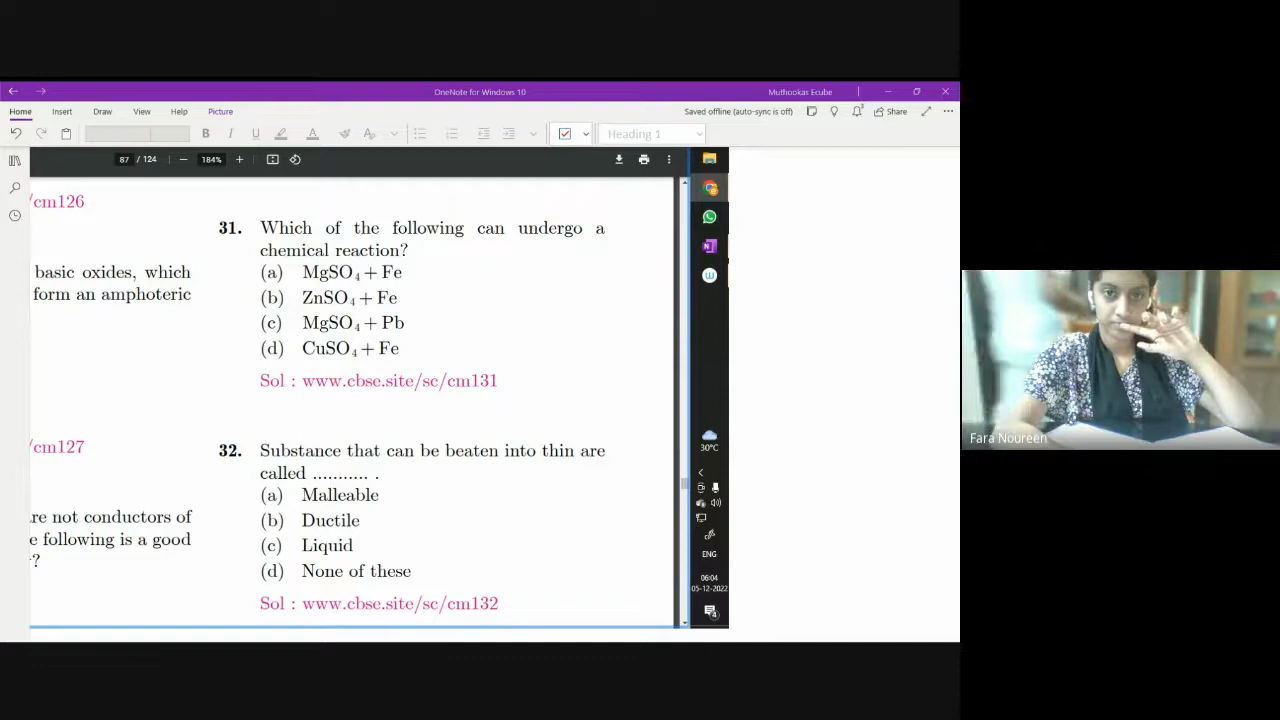 OneNote for Windows 10
Muthookas Ecube
Home Insert Draw View Help Picture
Saved offline (auto-sync is off)
Share
B I U A
Heading 1
87 / 124
184%
/cm126
basic oxides, which
form an amphoteric
/cm127
are not conductors of
e following is a good
y?
31. Which of the following can undergo a
chemical reaction?
(a) MgSO₄ + Fe
(b) ZnSO₄ + Fe
(c) MgSO₄ + Pb
(d) CuSO₄ + Fe
Sol : www.cbse.site/sc/cm131
32. Substance that can be beaten into thin are
called ........... .
(a) Malleable
(b) Ductile
(c) Liquid
(d) None of these
Sol : www.cbse.site/sc/cm132
30°C
ENG
06:04
05-12-2022
4
Fara Noureen